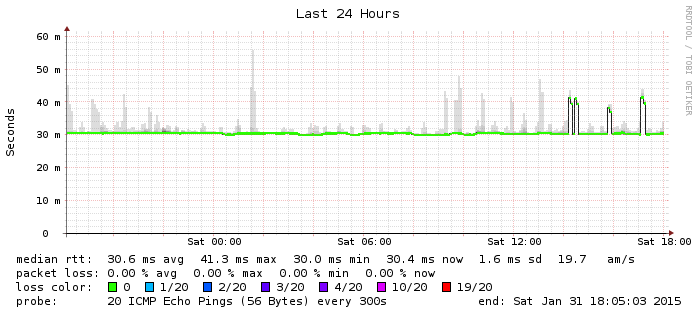 Last 24 Hours
RRDTOOL / TOBI OETIKER
Seconds
60 m
50 m
40 m
30 m
20 m
10 m
0
Sat 00:00 Sat 06:00 Sat 12:00 Sat 18:00
median rtt: 30.6 ms avg 41.3 ms max 30.0 ms min 30.4 ms now 1.6 ms sd 19.7 am/s
packet loss: 0.00 % avg 0.00 % max 0.00 % min 0.00 % now
loss color: 0 1/20 2/20 3/20 4/20 10/20 19/20
probe: 20 ICMP Echo Pings (56 Bytes) every 300s end: Sat Jan 31 18:05:03 2015